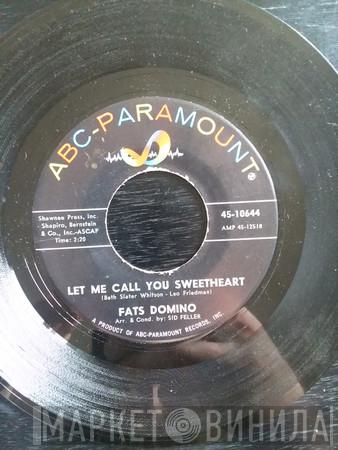 ABC-PARAMOUNT®
Shawnee Press, Inc.
Shapiro, Bernstein
& Co., Inc.-ASCAP
Time: 2:20
45-10644
AMP 45-12518
LET ME CALL YOU SWEETHEART
(Beth Slater Whitson - Leo Friedman)
FATS DOMINO
Arr. & Cond. by: SID FELLER
A PRODUCT OF ABC-PARAMOUNT RECORDS, INC.
МАРКЕТ ВИНИЛА